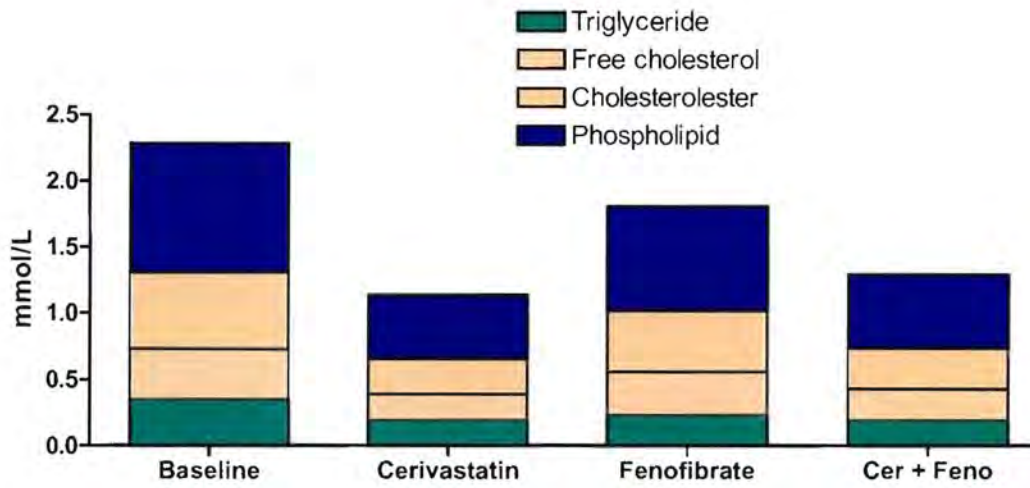 Triglyceride
Free cholesterol
Cholesterolester
Phospholipid
2.5
2.0
1.5
1.0
0.5
0.0
mmol/L
Baseline Cerivastatin Fenofibrate Cer + Feno